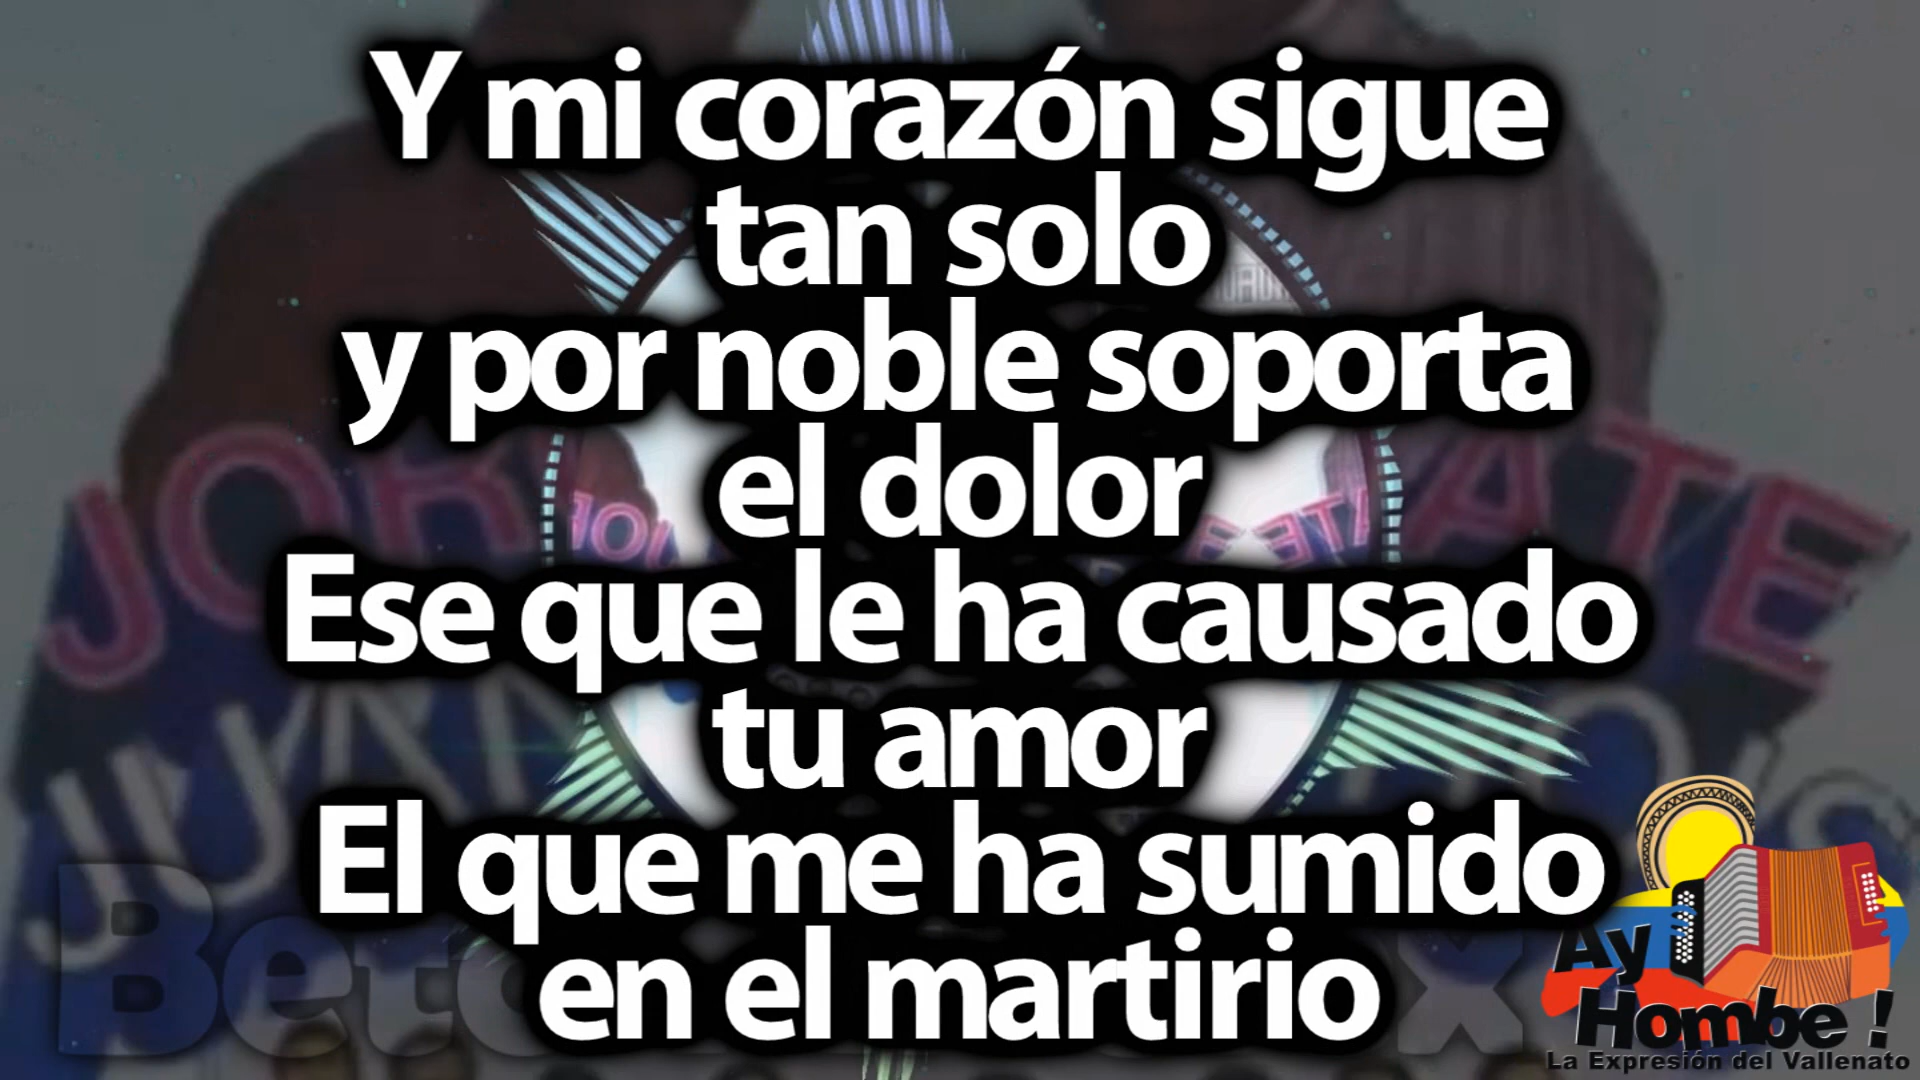 Y mi corazón sigue
tan solo
y por noble soporta
el dolor
Ese que le ha causado
tu amor
El que me ha sumido
en el martirio
Ay
Hombe !
La Expresión del Vallenato